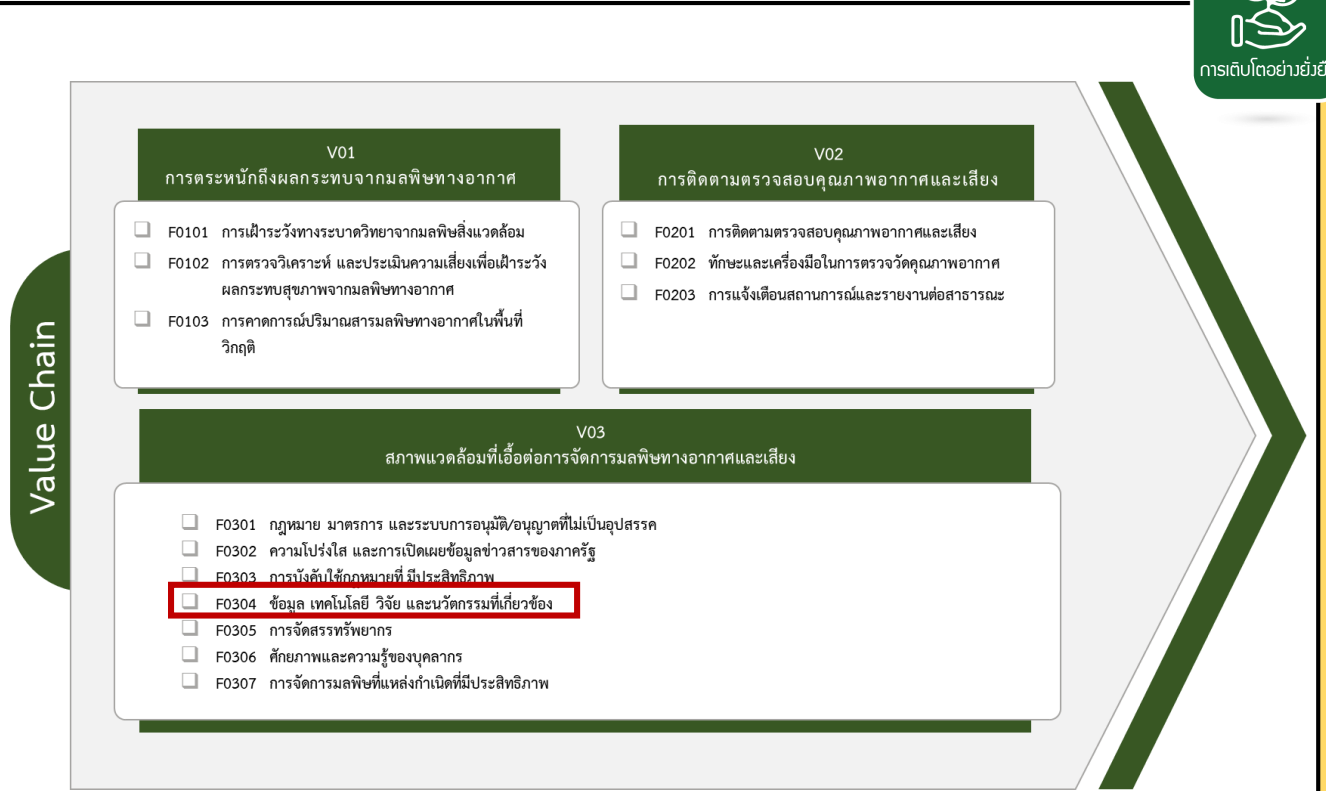 การเติบโตอย่างยั่งยื
Value Chain
V01
การตระหนักถึงผลกระทบจากมลพิษทางอากาศ
F0101 การเฝ้าระวังทางระบาดวิทยาจากมลพิษสิ่งแวดล้อม
F0102 การตรวจวิเคราะห์ และประเมินความเสี่ยงเพื่อเฝ้าระวัง
ผลกระทบสุขภาพจากมลพิษทางอากาศ
F0103 การคาดการณ์ปริมาณสารมลพิษทางอากาศในพื้นที่
วิกฤติ
V02
การติดตามตรวจสอบคุณภาพอากาศและเสียง
F0201 การติดตามตรวจสอบคุณภาพอากาศและเสียง
F0202 ทักษะและเครื่องมือในการตรวจวัดคุณภาพอากาศ
F0203 การแจ้งเตือนสถานการณ์และรายงานต่อสาธารณะ
V03
สภาพแวดล้อมที่เอื้อต่อการจัดการมลพิษทางอากาศและเสียง
F0301 กฎหมาย มาตรการ และระบบการอนุมัติ/อนุญาตที่ไม่เป็นอุปสรรค
F0302 ความโปร่งใส และการเปิดเผยข้อมูลข่าวสารของภาครัฐ
F0303 การบังคับใช้กฎหมายที่ มีประสิทธิภาพ
F0304 ข้อมูล เทคโนโลยี วิจัย และนวัตกรรมที่เกี่ยวข้อง
F0305 การจัดสรรทรัพยากร
F0306 ศักยภาพและความรู้ของบุคลากร
F0307 การจัดการมลพิษที่แหล่งกำเนิดที่มีประสิทธิภาพ